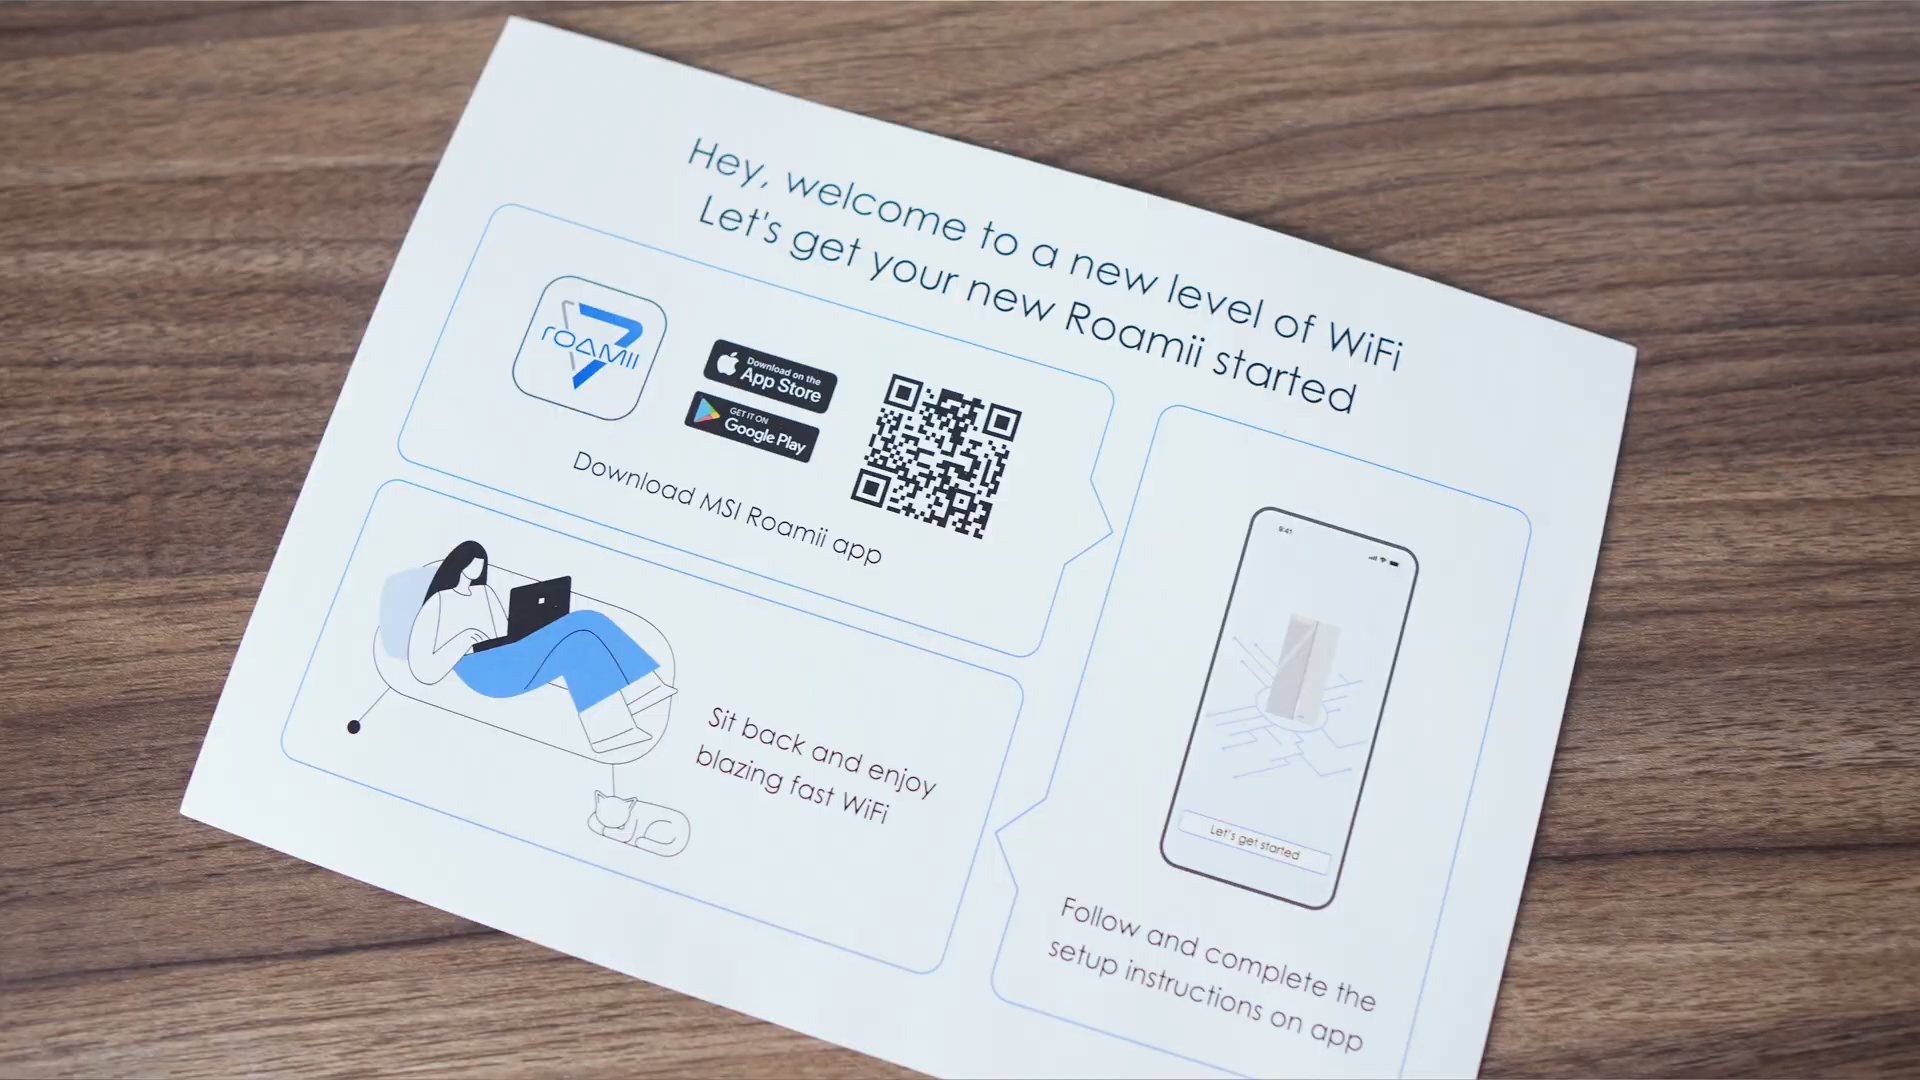 Hey, welcome to a new level of WiFi
Let's get your new Roamii started
ROAMII
Download on the
App Store
GET IT ON
Google Play
Download MSI Roamii app
9:41
Let's get started
Follow and complete the
setup instructions on app
Sit back and enjoy
blazing fast WiFi